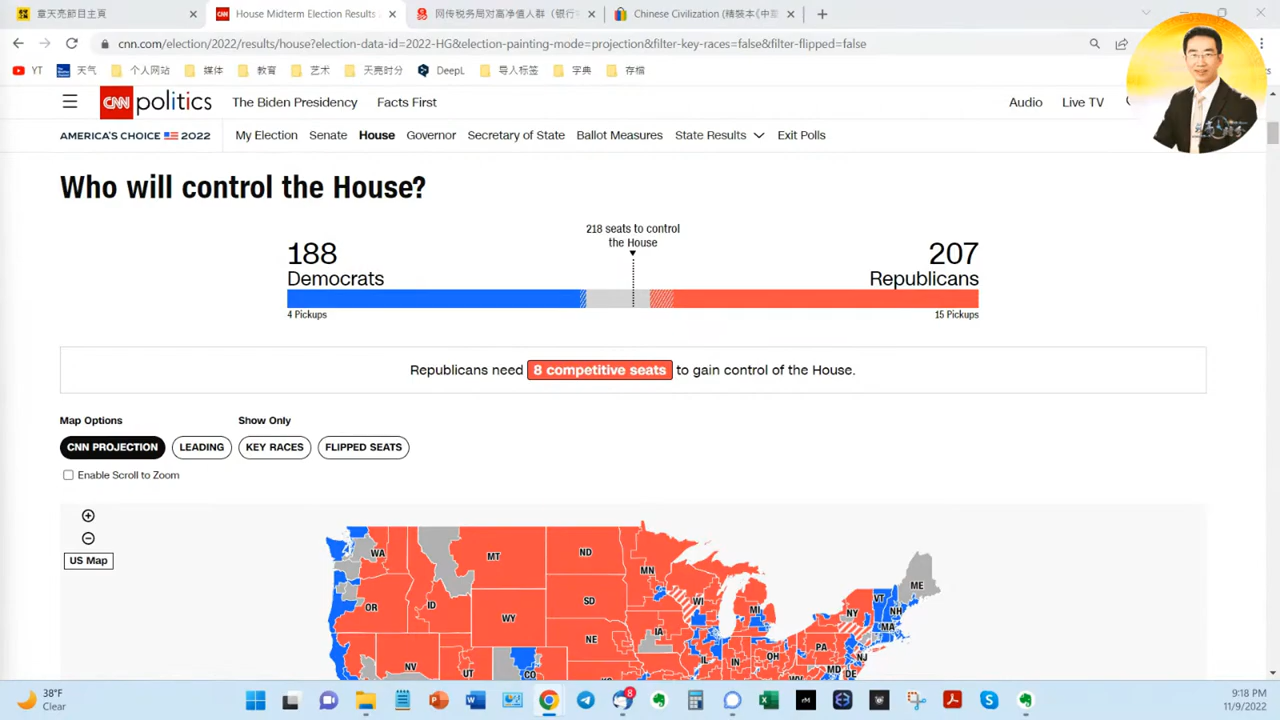 章天亮節目主頁
House Midterm Election Results
网传税务局对高净值人群（银行
Chinese Civilization (精裝本《中華
cnn.com/election/2022/results/house?election-data-id=2022-HG&election-painting-mode=projection&filter-key-races=false&filter-flipped=false
YT
天气
个人网站
媒体
教育
艺术
天亮时分
DeepL
导入标签
字典
存檔
CNN politics
The Biden Presidency
Facts First
Audio
Live TV
AMERICA'S CHOICE 2022
My Election
Senate
House
Governor
Secretary of State
Ballot Measures
State Results
Exit Polls
Who will control the House?
218 seats to control
the House
188
Democrats
207
Republicans
4 Pickups
15 Pickups
Republicans need 8 competitive seats to gain control of the House.
Map Options
Show Only
CNN PROJECTION
LEADING
KEY RACES
FLIPPED SEATS
Enable Scroll to Zoom
US Map
WA
MT
ND
MN
ME
OR
ID
SD
WI
MI
NY
VT
NH
MA
WY
NE
IA
PA
NJ
NV
UT
CO
IL
IN
OH
WV
MD
DE
38°F
Clear
8
9:18 PM
11/9/2022